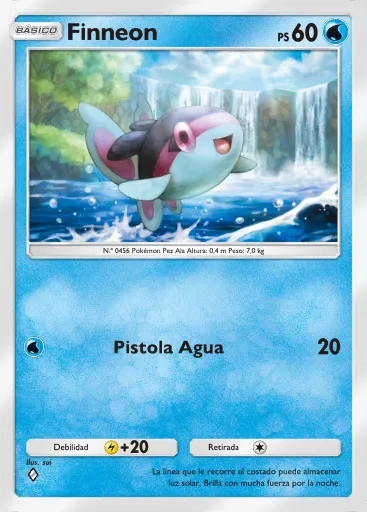 BÁSICO Finneon PS 60
N.º 0456 Pokémon Pez Ala Altura: 0,4 m Peso: 7,0 kg
Pistola Agua 20
Debilidad +20 Retirada
Ilus. sui
La línea que le recorre el costado puede almacenar
luz solar. Brilla con mucha fuerza por la noche.